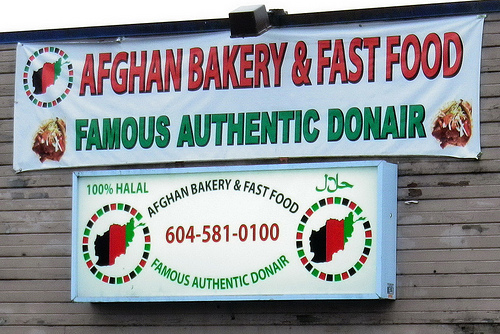 AFGHAN BAKERY & FAST FOOD
FAMOUS AUTHENTIC DONAIR
100% HALAL
حلال
AFGHAN BAKERY & FAST FOOD
604-581-0100
FAMOUS AUTHENTIC DONAIR